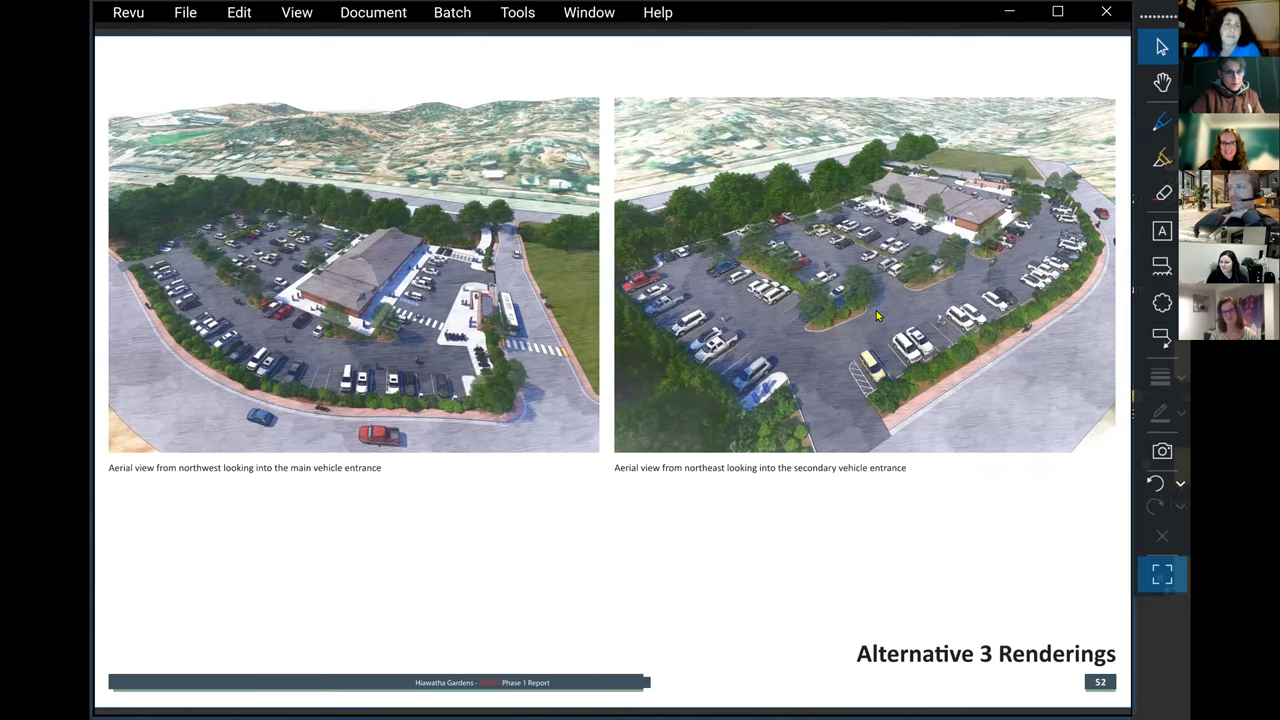 Revu File Edit View Document Batch Tools Window Help
A
Aerial view from northwest looking into the main vehicle entrance
Aerial view from northeast looking into the secondary vehicle entrance
Alternative 3 Renderings
Hiawatha Gardens - Phase 1 Report
52